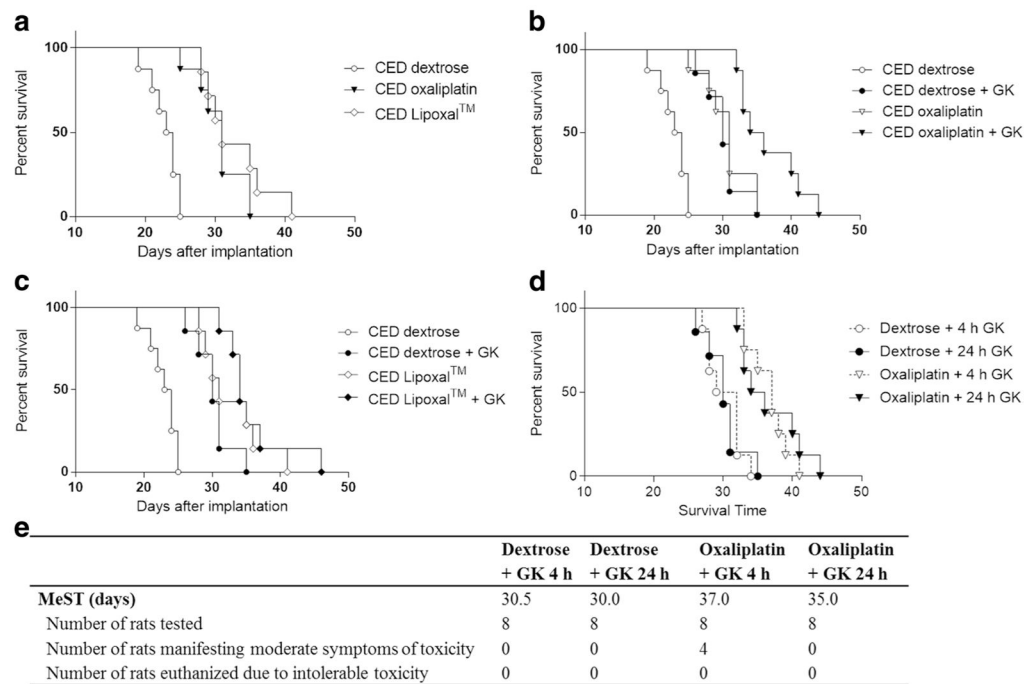 a
100
50
0
Percent survival
10 20 30 40 50
Days after implantation
CED dextrose
CED oxaliplatin
CED Lipoxal™
b
100
50
0
Percent survival
10 20 30 40 50
Days after implantation
CED dextrose
CED dextrose + GK
CED oxaliplatin
CED oxaliplatin + GK
c
100
50
0
Percent survival
10 20 30 40 50
Days after implantation
CED dextrose
CED dextrose + GK
CED Lipoxal™
CED Lipoxal™ + GK
d
100
50
0
Percent survival
10 20 30 40 50
Survival Time
Dextrose + 4 h GK
Dextrose + 24 h GK
Oxaliplatin + 4 h GK
Oxaliplatin + 24 h GK
e
Dextrose Dextrose Oxaliplatin Oxaliplatin
+ GK 4 h + GK 24 h + GK 4 h + GK 24 h
MeST (days) 30.5 30.0 37.0 35.0
Number of rats tested 8 8 8 8
Number of rats manifesting moderate symptoms of toxicity 0 0 4 0
Number of rats euthanized due to intolerable toxicity 0 0 0 0